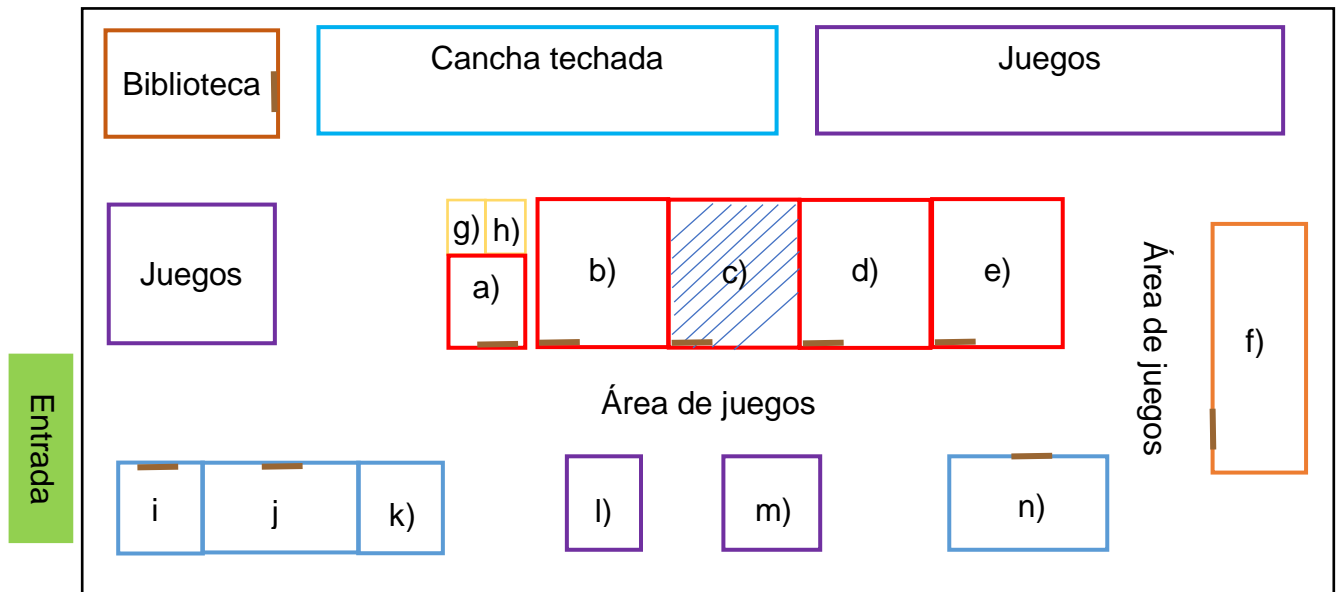 Biblioteca
Cancha techada
Juegos
Juegos
g)
h)
a)
b)
c)
d)
e)
Área de juegos
f)
Entrada
Área de juegos
i
j
k)
l)
m)
n)